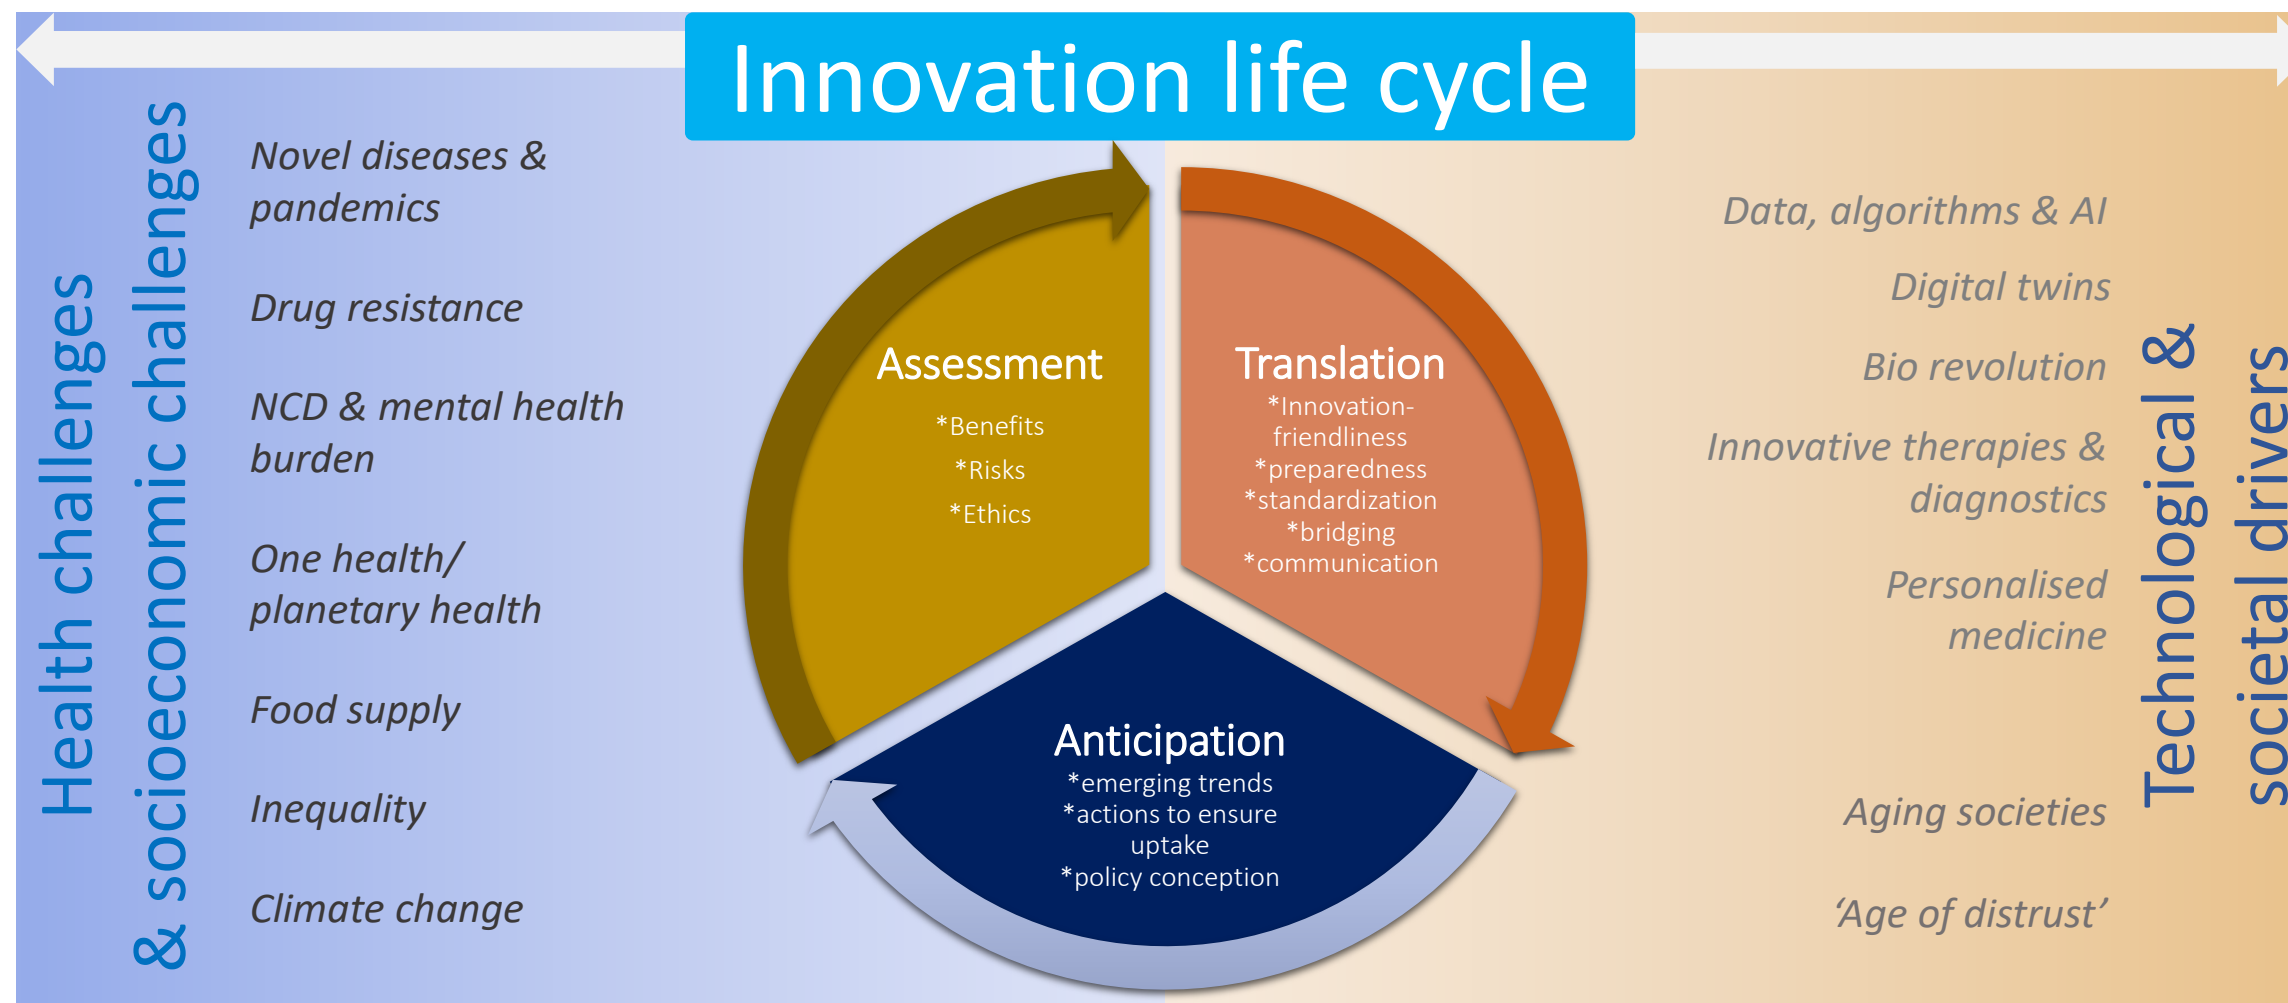 Innovation life cycle
Health challenges
& socioeconomic challenges
Novel diseases &
pandemics
Drug resistance
NCD & mental health
burden
One health/
planetary health
Food supply
Inequality
Climate change
Assessment
*Benefits
*Risks
*Ethics
Translation
*Innovation-
friendliness
*preparedness
*standardization
*bridging
*communication
Anticipation
*emerging trends
*actions to ensure
uptake
*policy conception
Data, algorithms & AI
Digital twins
Bio revolution
Innovative therapies &
diagnostics
Personalised
medicine
Aging societies
‘Age of distrust’
Technological &
societal drivers